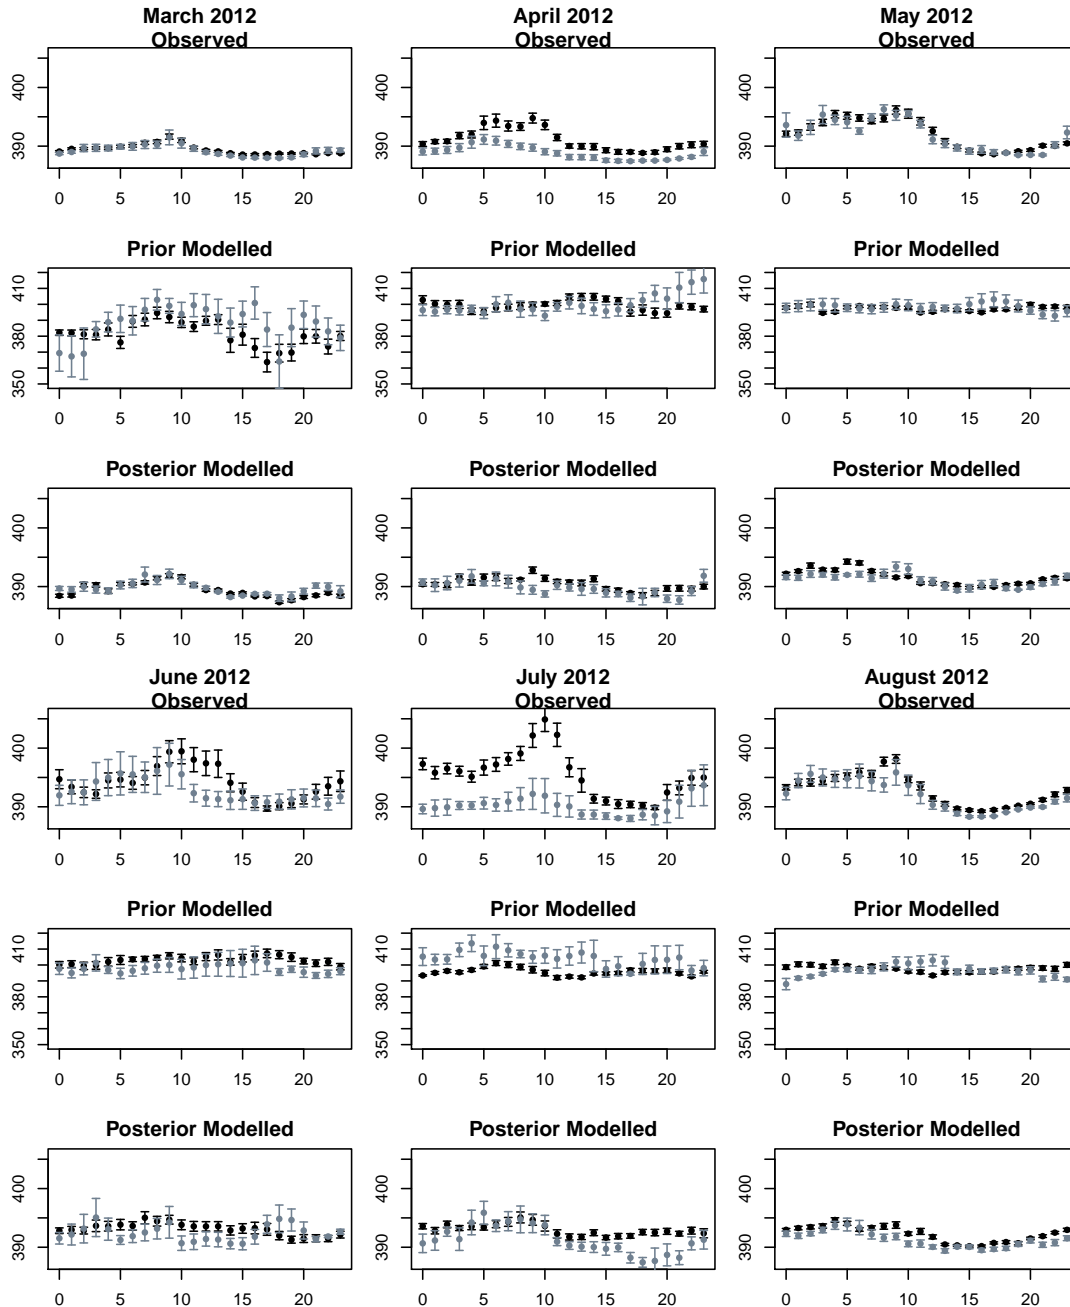 March 2012 April 2012 May 2012
Observed Observed Observed
400 400 400
390 390 390
0 5 10 15 20 0 5 10 15 20 0 5 10 15 20
Prior Modelled Prior Modelled Prior Modelled
410 410 410
380 380 380
350 350 350
0 5 10 15 20 0 5 10 15 20 0 5 10 15 20
Posterior Modelled Posterior Modelled Posterior Modelled
400 400 400
390 390 390
0 5 10 15 20 0 5 10 15 20 0 5 10 15 20
June 2012 July 2012 August 2012
Observed Observed Observed
400 400 400
390 390 390
0 5 10 15 20 0 5 10 15 20 0 5 10 15 20
Prior Modelled Prior Modelled Prior Modelled
410 410 410
380 380 380
350 350 350
0 5 10 15 20 0 5 10 15 20 0 5 10 15 20
Posterior Modelled Posterior Modelled Posterior Modelled
400 400 400
390 390 390
0 5 10 15 20 0 5 10 15 20 0 5 10 15 20